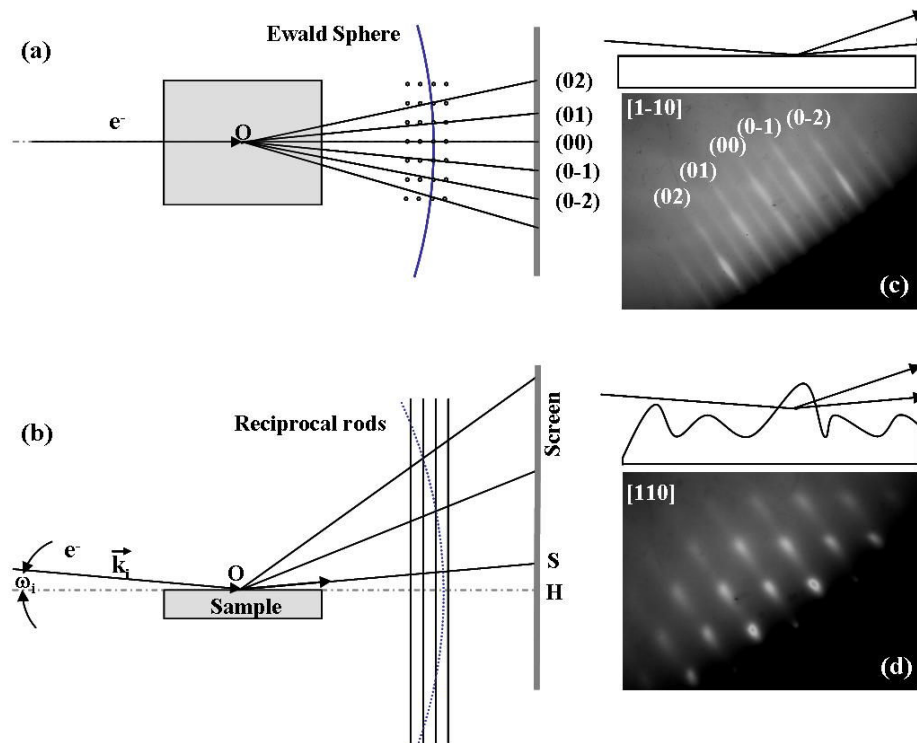 (a)
Ewald Sphere
e⁻
O
(02)
(01)
(00)
(0-1)
(0-2)
[1-10]
(0-2)
(0-1)
(00)
(01)
(02)
(c)
(b)
Reciprocal rods
Screen
e⁻
k⃗ᵢ
O
ωᵢ
Sample
S
H
[110]
(d)